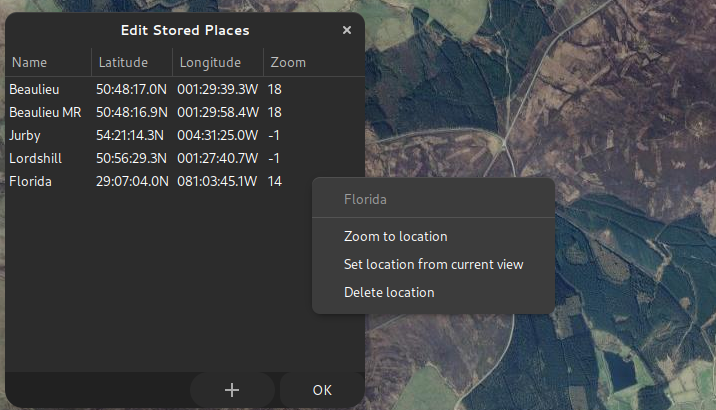 Edit Stored Places ×
Name Latitude Longitude Zoom
Beaulieu 50:48:17.0N 001:29:39.3W 18
Beaulieu MR 50:48:16.9N 001:29:58.4W 18
Jurby 54:21:14.3N 004:31:25.0W -1
Lordshill 50:56:29.3N 001:27:40.7W -1
Florida 29:07:04.0N 081:03:45.1W 14
Florida
Zoom to location
Set location from current view
Delete location
+ OK